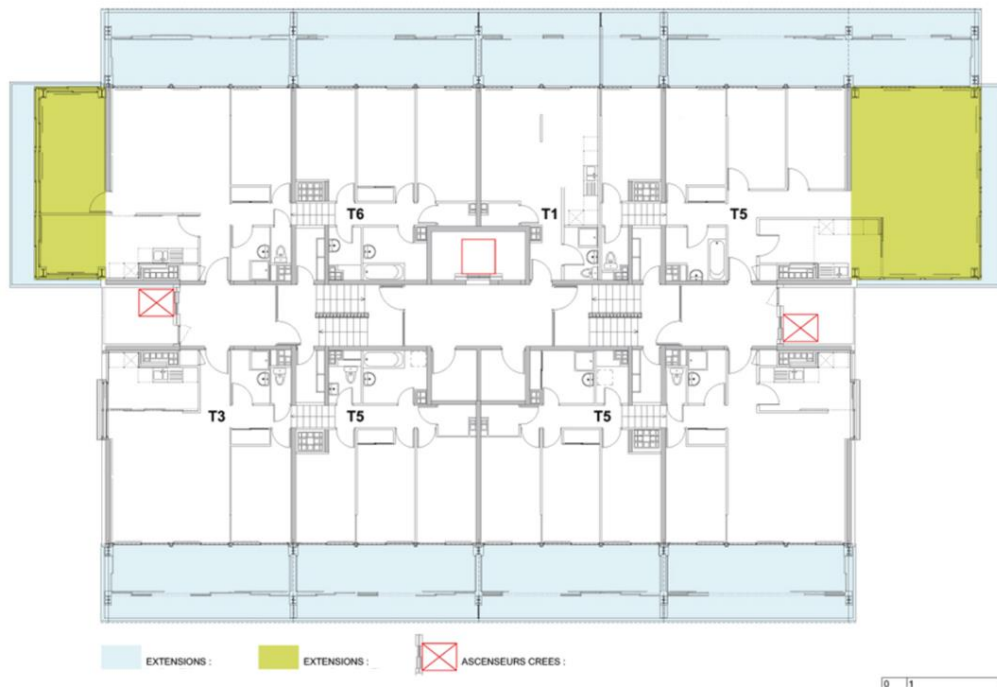 T6
T1
T5
T3
T5
T5
EXTENSIONS :
EXTENSIONS :
ASCENSEURS CREES :
0 1